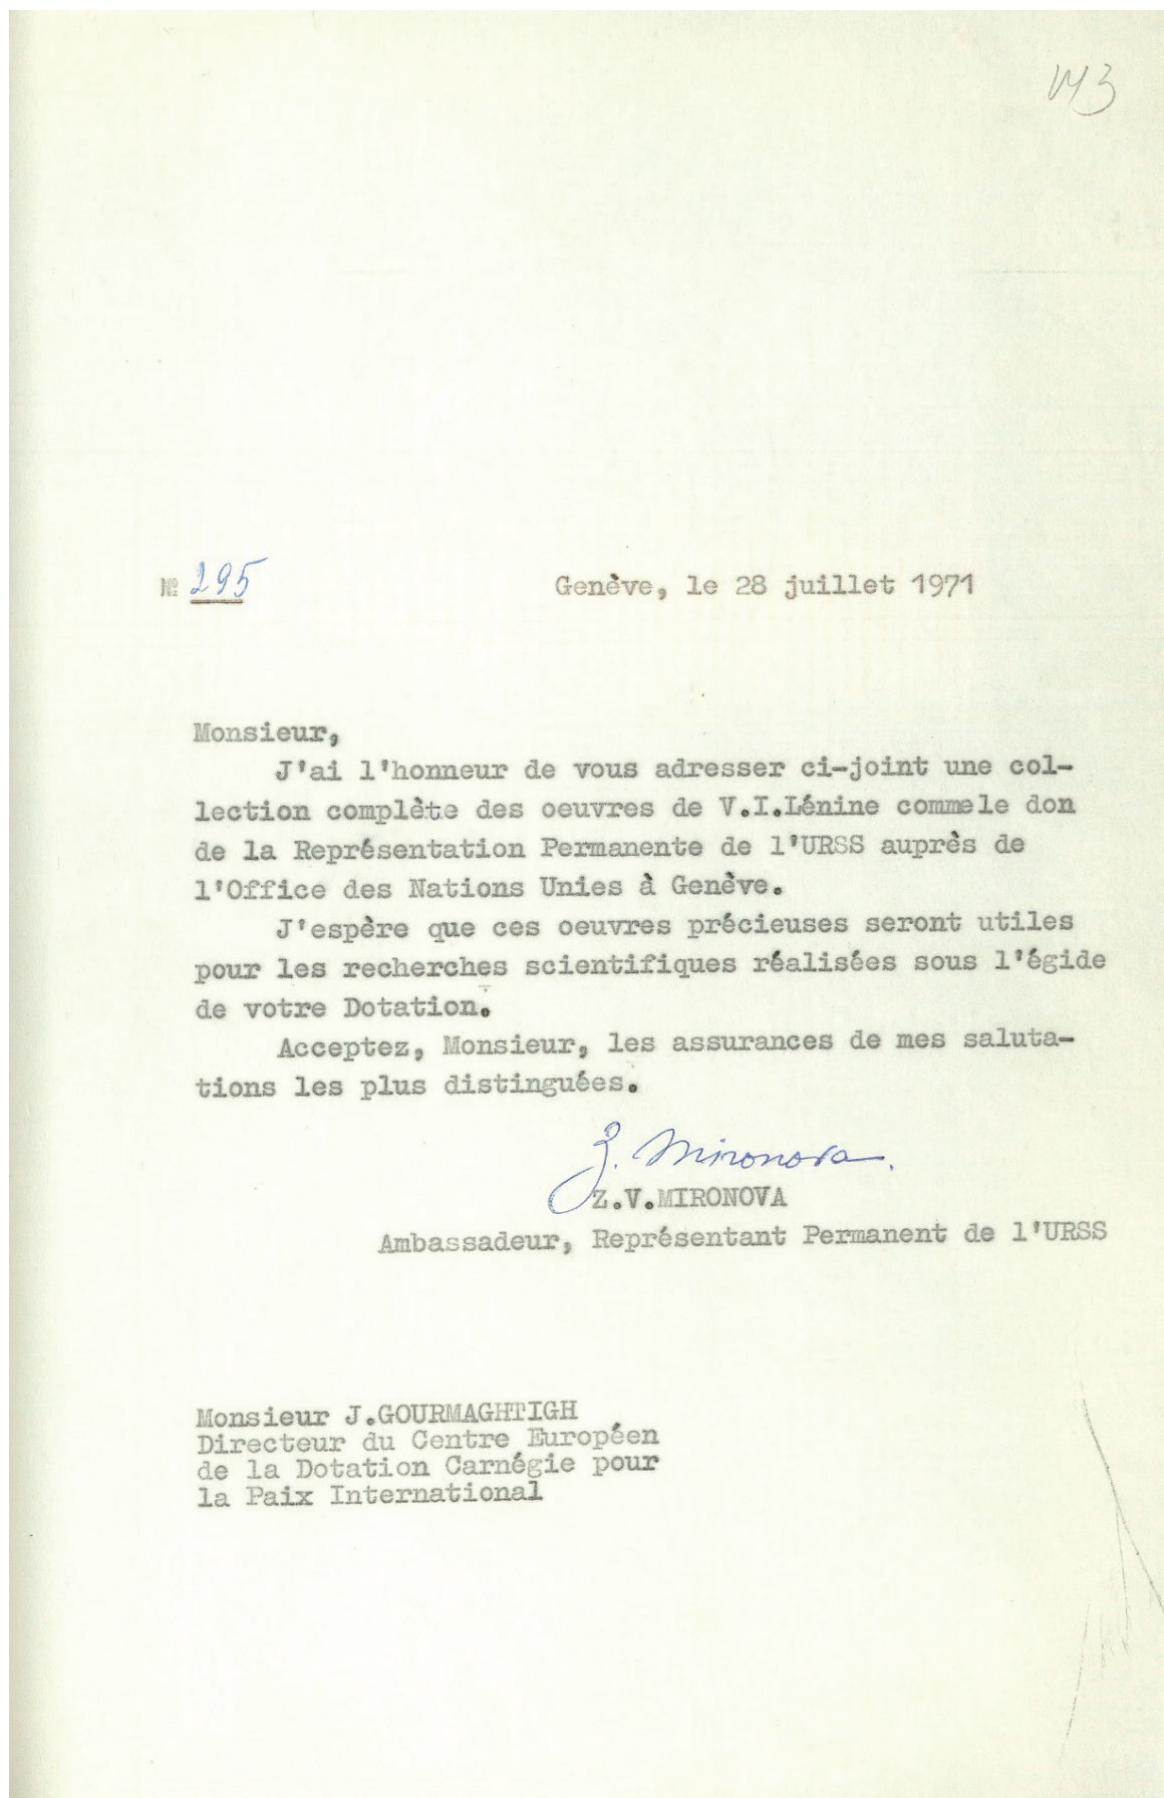 № 295 Genève, le 28 juillet 1971
Monsieur,
J'ai l'honneur de vous adresser ci-joint une col-
lection complète des oeuvres de V.I.Lénine comme le don
de la Représentation Permanente de l'URSS auprès de
l'Office des Nations Unies à Genève.
J'espère que ces oeuvres précieuses seront utiles
pour les recherches scientifiques réalisées sous l'égide
de votre Dotation.
Acceptez, Monsieur, les assurances de mes saluta-
tions les plus distinguées.
Z. Mironova.
Z.V.MIRONOVA
Ambassadeur, Représentant Permanent de l'URSS
Monsieur J.GOURMAGHTIGH
Directeur du Centre Européen
de la Dotation Carnégie pour
la Paix International